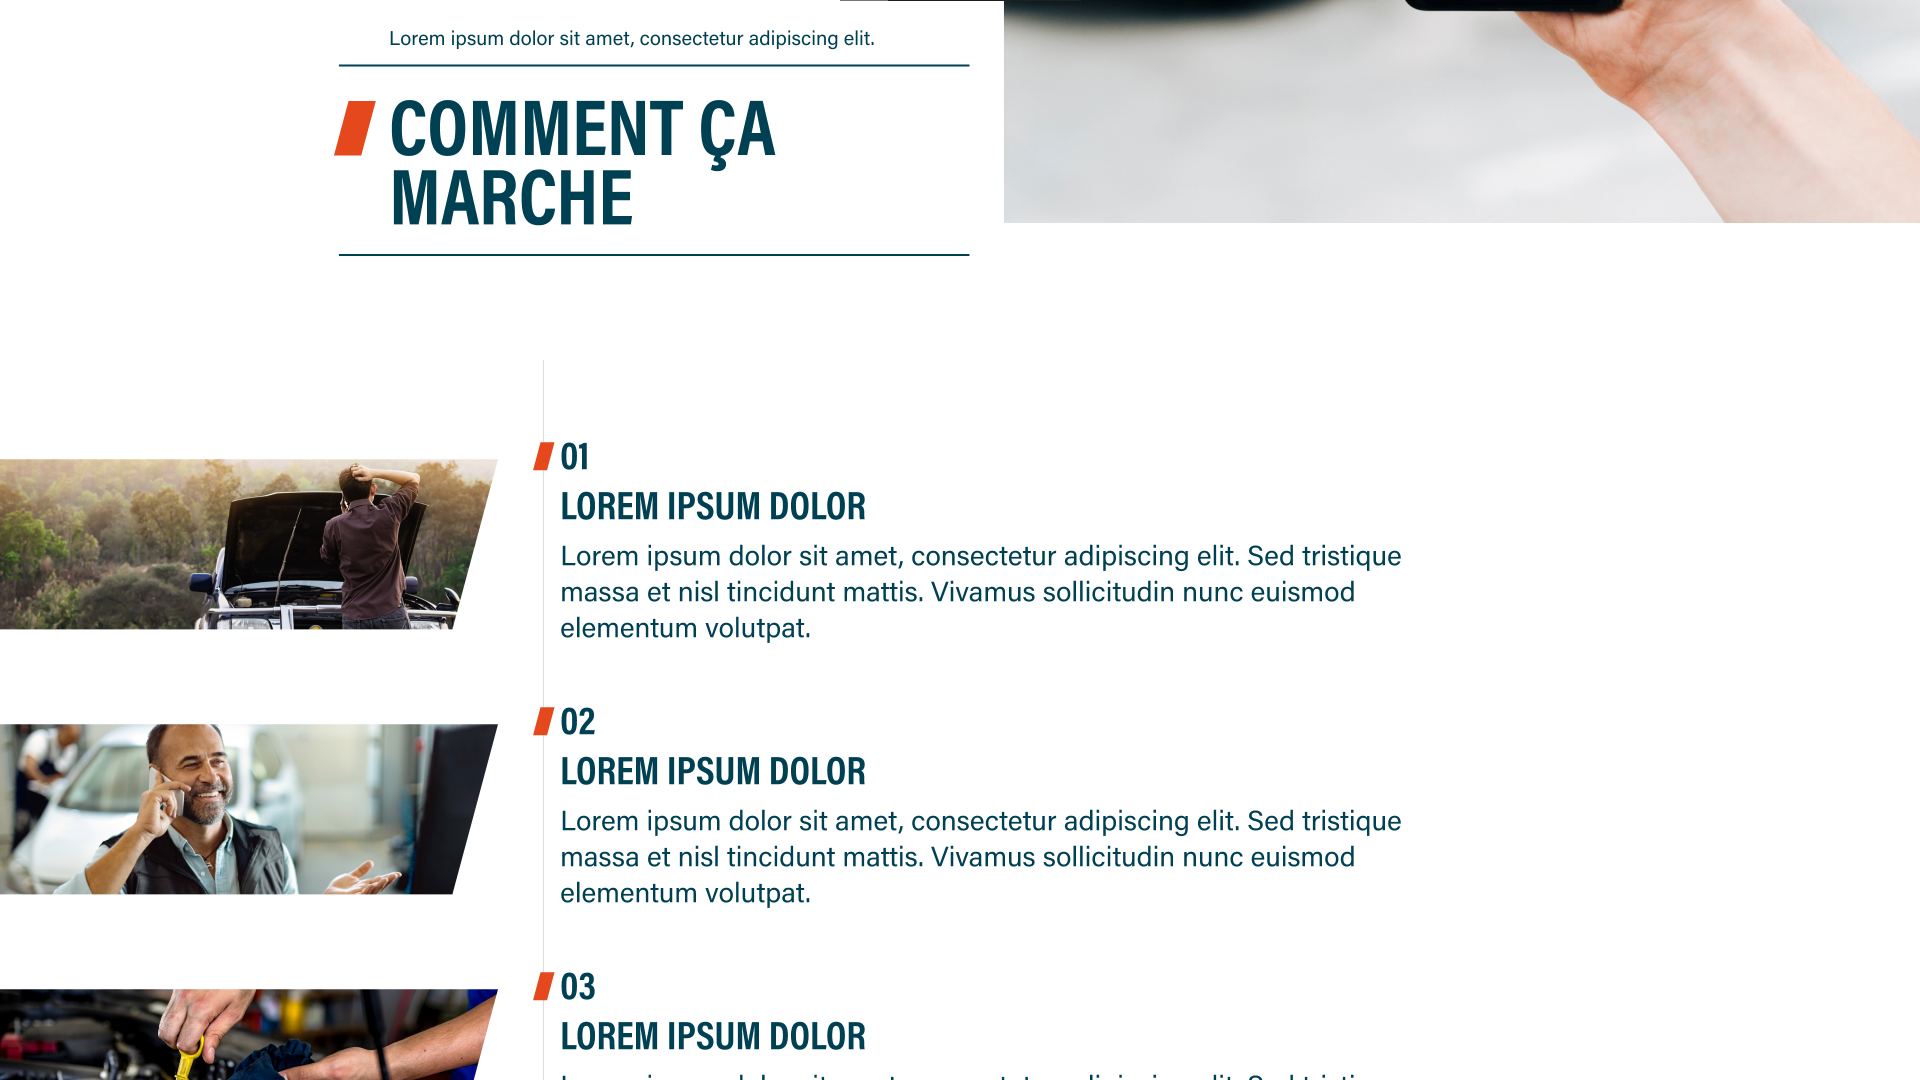 Lorem ipsum dolor sit amet, consectetur adipiscing elit.
COMMENT ÇA
MARCHE
01
LOREM IPSUM DOLOR
Lorem ipsum dolor sit amet, consectetur adipiscing elit. Sed tristique
massa et nisl tincidunt mattis. Vivamus sollicitudin nunc euismod
elementum volutpat.
02
LOREM IPSUM DOLOR
Lorem ipsum dolor sit amet, consectetur adipiscing elit. Sed tristique
massa et nisl tincidunt mattis. Vivamus sollicitudin nunc euismod
elementum volutpat.
03
LOREM IPSUM DOLOR